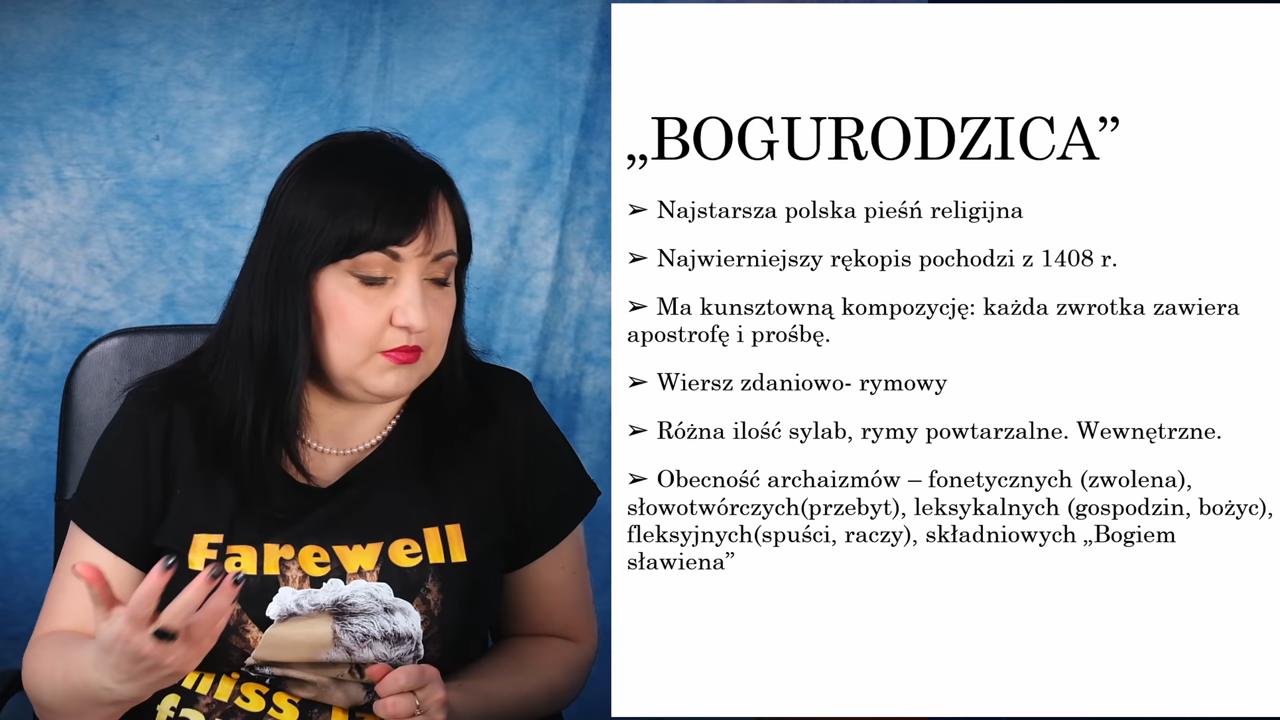 „BOGURODZICA”
➢ Najstarsza polska pieśń religijna
➢ Najwierniejszy rękopis pochodzi z 1408 r.
➢ Ma kunsztowną kompozycję: każda zwrotka zawiera
apostrofę i prośbę.
➢ Wiersz zdaniowo- rymowy
➢ Różna ilość sylab, rymy powtarzalne. Wewnętrzne.
➢ Obecność archaizmów – fonetycznych (zwolena),
słowotwórczych(przebyt), leksykalnych (gospodzin, bożyc),
fleksyjnych(spuści, raczy), składniowych „Bogiem
sławiena”
Farewell
miss